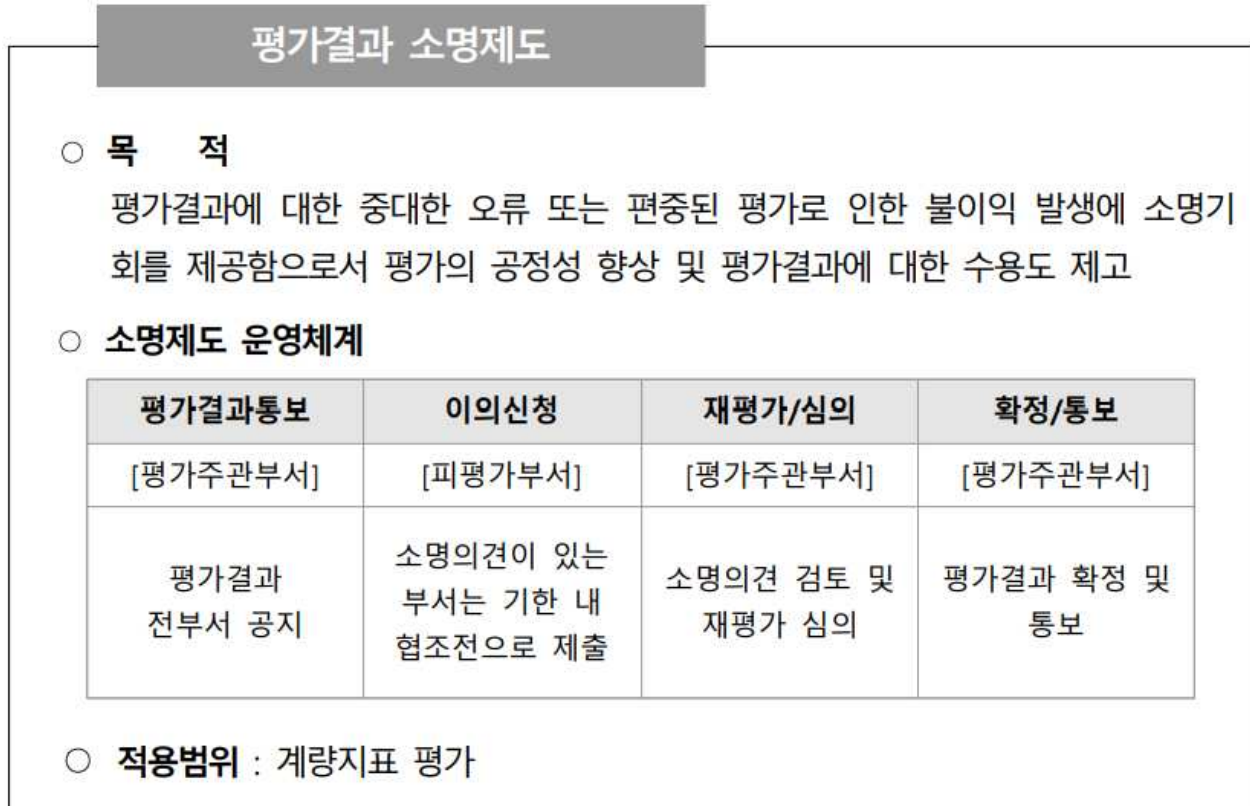 평가결과 소명제도
○ 목 적
평가결과에 대한 중대한 오류 또는 편중된 평가로 인한 불이익 발생에 소명기
회를 제공함으로서 평가의 공정성 향상 및 평가결과에 대한 수용도 제고
○ 소명제도 운영체계
평가결과통보 이의신청 재평가/심의 확정/통보
[평가주관부서] [피평가부서] [평가주관부서] [평가주관부서]
평가결과
전부서 공지
소명의견이 있는
부서는 기한 내
협조전으로 제출
소명의견 검토 및
재평가 심의
평가결과 확정 및
통보
○ 적용범위 : 계량지표 평가